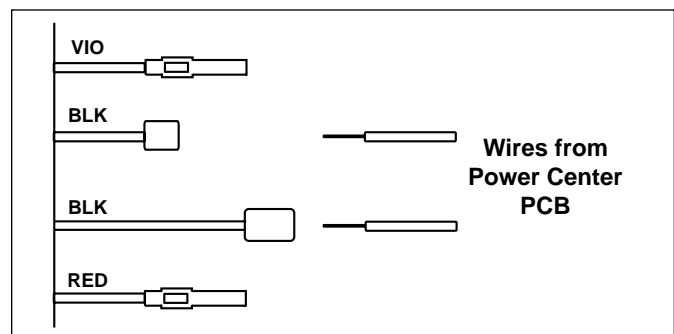 VIO
BLK
BLK
RED
Wires from
Power Center
PCB